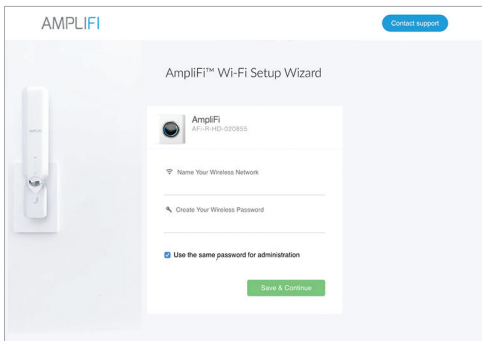 AMPLIFI
Contact support
AmpliFi™ Wi-Fi Setup Wizard
AmpliFi
AFi-R-HD-020855
Name Your Wireless Network
Create Your Wireless Password
Use the same password for administration
Save & Continue